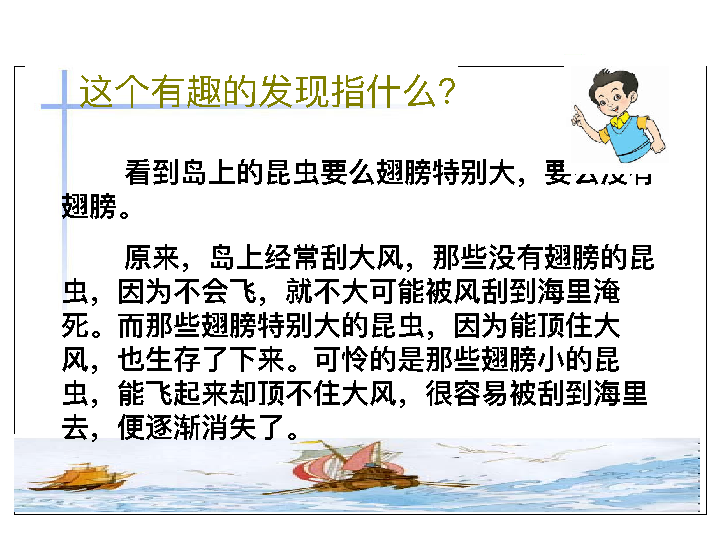 这个有趣的发现指什么?
看到岛上的昆虫要么翅膀特别大，要么没有
翅膀。
原来，岛上经常刮大风，那些没有翅膀的昆
虫，因为不会飞，就不大可能被风刮到海里淹
死。而那些翅膀特别大的昆虫，因为能顶住大
风，也生存了下来。可怜的是那些翅膀小的昆
虫，能飞起来却顶不住大风，很容易被刮到海里
去，便逐渐消失了。